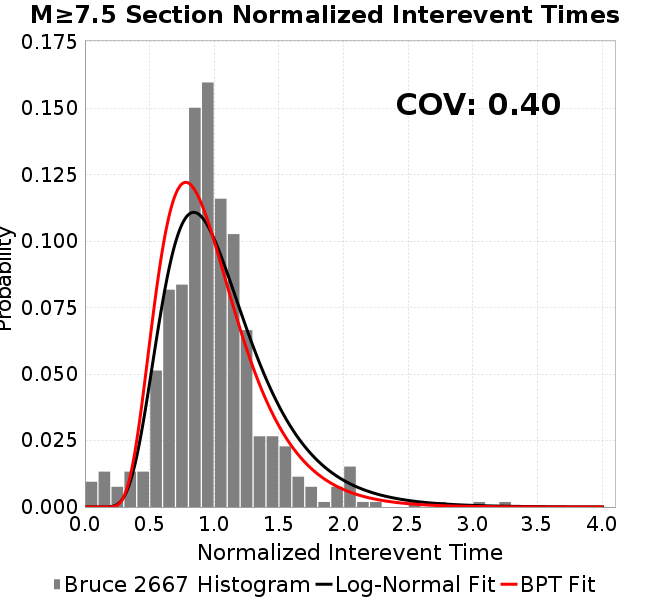 M≥7.5 Section Normalized Interevent Times
0.175
0.150
0.125
0.100
0.075
0.050
0.025
0.000
Probability
COV: 0.40
0.0 0.5 1.0 1.5 2.0 2.5 3.0 3.5 4.0
Normalized Interevent Time
Bruce 2667 Histogram Log-Normal Fit BPT Fit